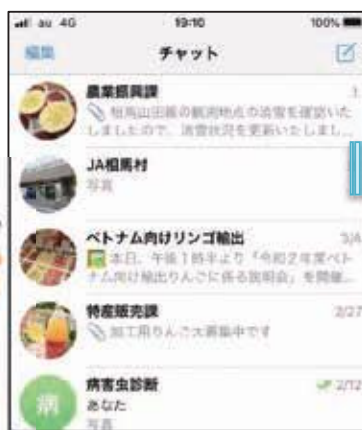 au 4G 19:10 100%
編集 チャット
農業振興課
相馬山田線の観測地点の消雪を確認いた
しましたので、消雪状況を更新いたしまし...
JA相馬村
写真
ベトナム向けリンゴ輸出 3/4
本日、午後1時半より「令和2年度ベト
ナム向け輸出りんごに係る説明会」を開催...
特産販売課 2/27
加工用りんご大募集中です
病
病害虫診断 2/12
あなた
写真